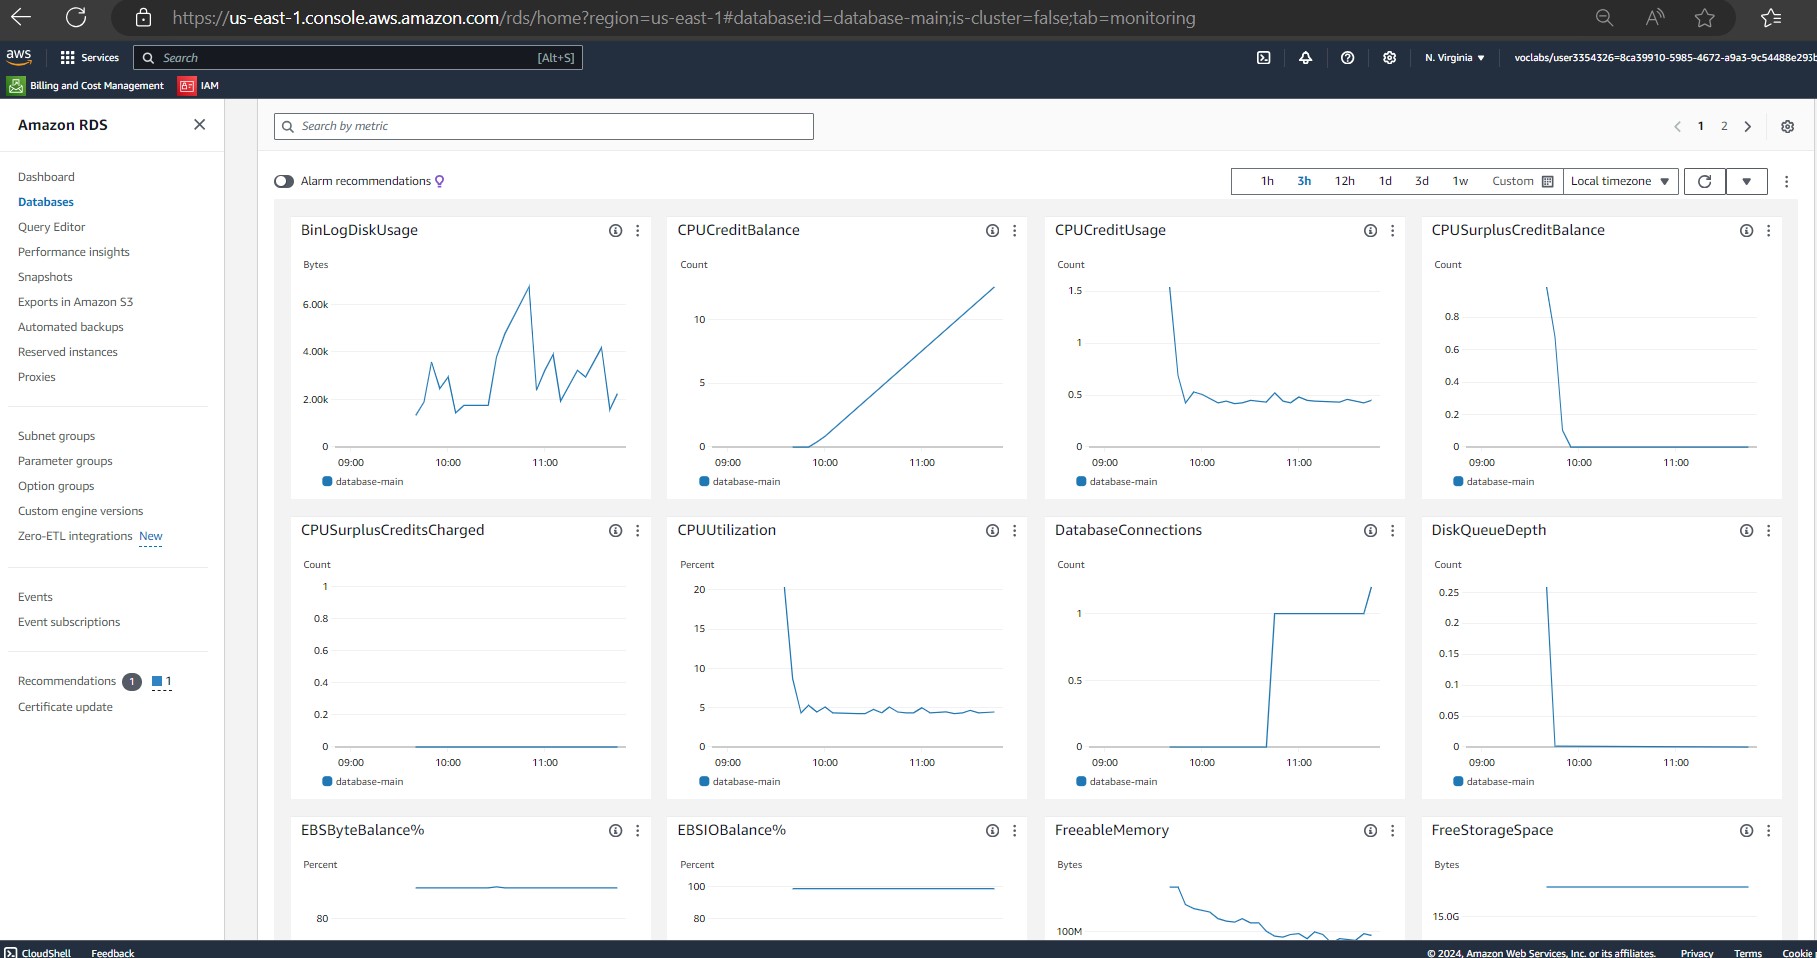 https://us-east-1.console.aws.amazon.com/rds/home?region=us-east-1#database:id=database-main;is-cluster=false;tab=monitoring
aws Services Search [Alt+S] N. Virginia voclabs/user3354326=8ca39910-5985-4672-a9a3-9c54488e293b
Billing and Cost Management IAM
Amazon RDS
Dashboard
Databases
Query Editor
Performance insights
Snapshots
Exports in Amazon S3
Automated backups
Reserved instances
Proxies
Subnet groups
Parameter groups
Option groups
Custom engine versions
Zero-ETL integrations New
Events
Event subscriptions
Recommendations 1 1
Certificate update
Search by metric
1 2
Alarm recommendations
1h 3h 12h 1d 3d 1w Custom Local timezone
BinLogDiskUsage
Bytes
6.00k
4.00k
2.00k
0
09:00 10:00 11:00
database-main
CPUCreditBalance
Count
10
5
0
09:00 10:00 11:00
database-main
CPUCreditUsage
Count
1.5
1
0.5
0
09:00 10:00 11:00
database-main
CPUSurplusCreditBalance
Count
0.8
0.6
0.4
0.2
0
09:00 10:00 11:00
database-main
CPUSurplusCreditsCharged
Count
1
0.8
0.6
0.4
0.2
0
09:00 10:00 11:00
database-main
CPUUtilization
Percent
20
15
10
5
0
09:00 10:00 11:00
database-main
DatabaseConnections
Count
1
0.5
0
09:00 10:00 11:00
database-main
DiskQueueDepth
Count
0.25
0.2
0.15
0.1
0.05
0
09:00 10:00 11:00
database-main
EBSByteBalance%
Percent
80
EBSIOBalance%
Percent
100
80
FreeableMemory
Bytes
100M
FreeStorageSpace
Bytes
15.0G
CloudShell Feedback © 2024, Amazon Web Services, Inc. or its affiliates. Privacy Terms Cookie